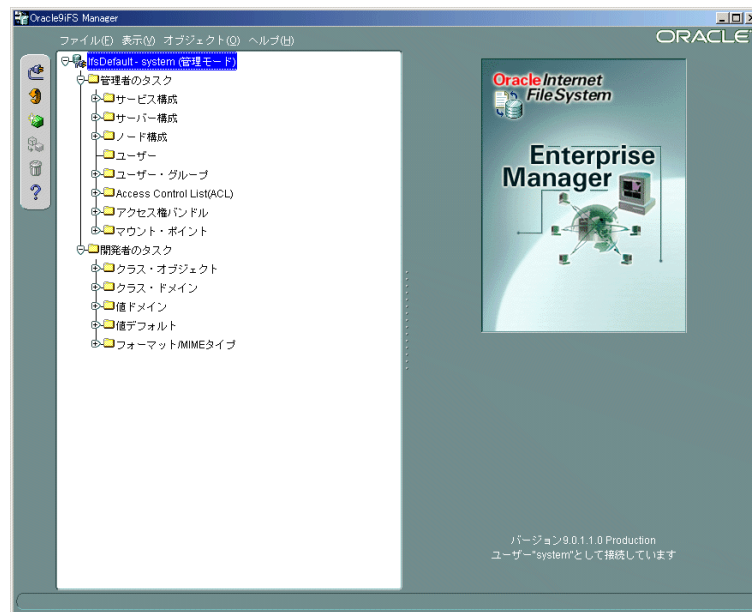 Oracle9iFS Manager
ファイル(F) 表示(V) オブジェクト(O) ヘルプ(H)
ORACLE
IfsDefault - system (管理モード)
管理者のタスク
サービス構成
サーバー構成
ノード構成
ユーザー
ユーザー・グループ
Access Control List(ACL)
アクセス権バンドル
マウント・ポイント
開発者のタスク
クラス・オブジェクト
クラス・ドメイン
値ドメイン
値デフォルト
フォーマット/MIMEタイプ
Oracle Internet
File System
Enterprise
Manager
バージョン9.0.1.1.0 Production
ユーザー"system"として接続しています